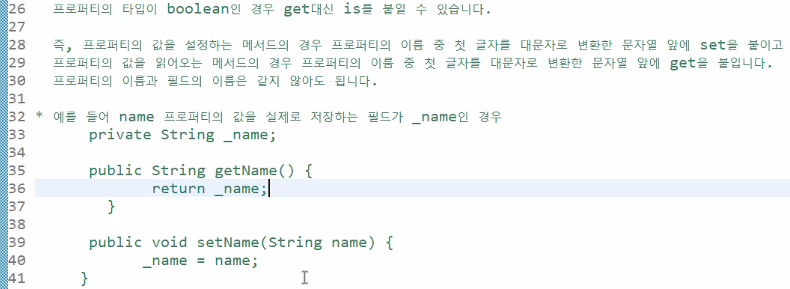 26 프로퍼티의 타입이 boolean인 경우 get대신 is를 붙일 수 있습니다.
27
28 즉, 프로퍼티의 값을 설정하는 메서드의 경우 프로퍼티의 이름 중 첫 글자를 대문자로 변환한 문자열 앞에 set을 붙이고
29 프로퍼티의 값을 읽어오는 메서드의 경우 프로퍼티의 이름 중 첫 글자를 대문자로 변환한 문자열 앞에 get을 붙입니다.
30 프로퍼티의 이름과 필드의 이름은 같지 않아도 됩니다.
31
32 * 예를 들어 name 프로퍼티의 값을 실제로 저장하는 필드가 _name인 경우
33 private String _name;
34
35 public String getName() {
36 return _name;
37 }
38
39 public void setName(String name) {
40 _name = name;
41 }